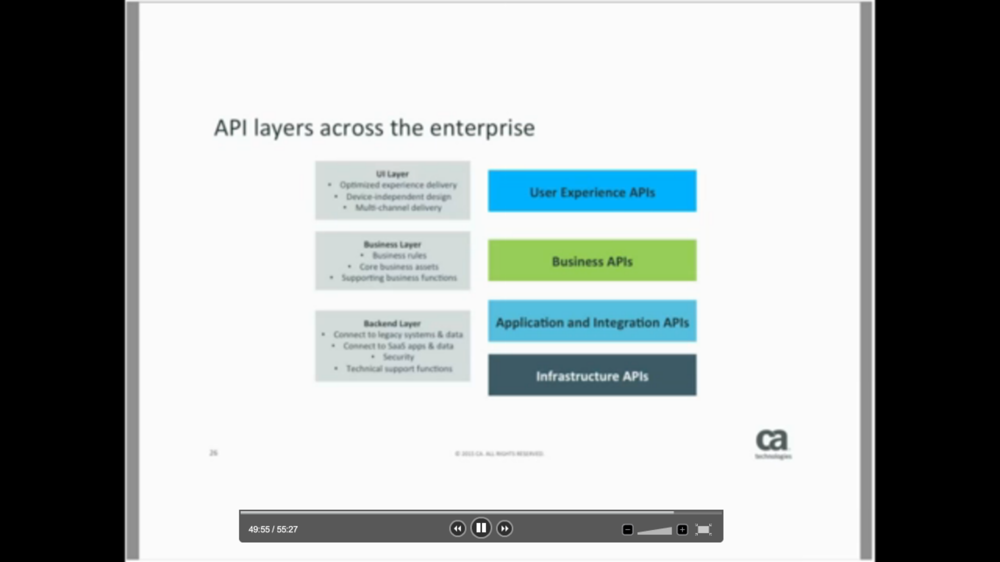 API layers across the enterprise
UI Layer
• Optimized experience delivery
• Device-independent design
• Multi-channel delivery
User Experience APIs
Business Layer
• Business rules
• Core business assets
• Supporting business functions
Business APIs
Backend Layer
• Connect to legacy systems & data
• Connect to SaaS apps & data
• Security
• Technical support functions
Application and Integration APIs
Infrastructure APIs
26
© 2015 CA. ALL RIGHTS RESERVED.
ca
technologies
49:55 / 55:27